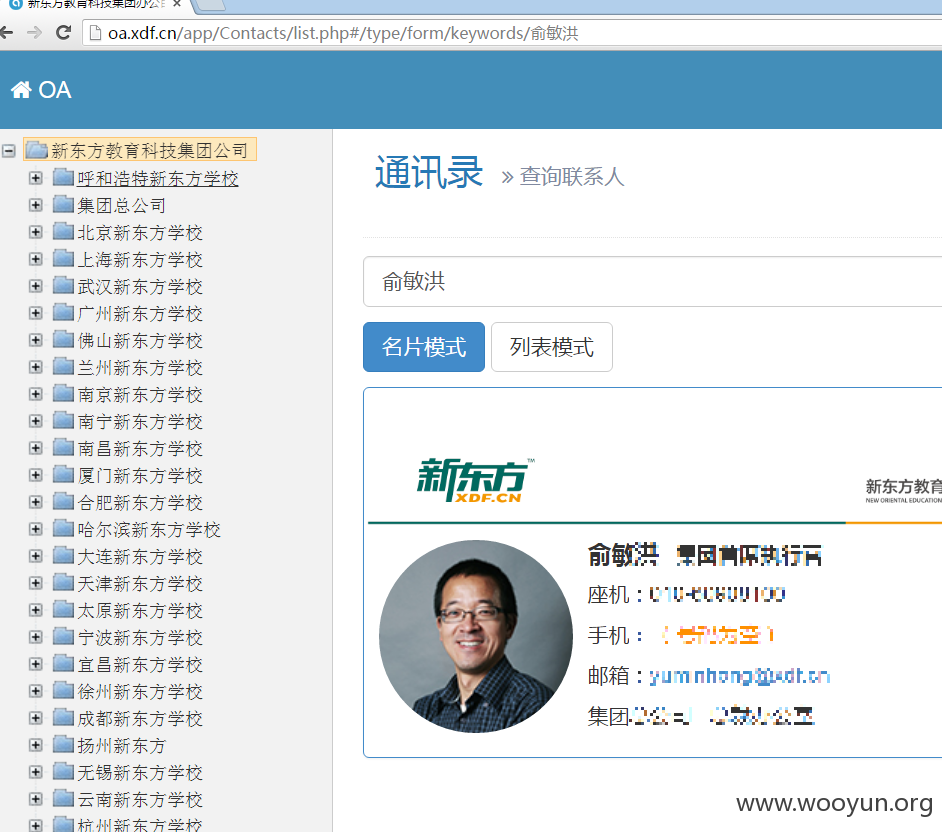 新东方教育科技集团办公自
oa.xdf.cn/app/Contacts/list.php#/type/form/keywords/俞敏洪
OA
新东方教育科技集团公司
呼和浩特新东方学校
集团总公司
北京新东方学校
上海新东方学校
武汉新东方学校
广州新东方学校
佛山新东方学校
兰州新东方学校
南京新东方学校
南宁新东方学校
南昌新东方学校
厦门新东方学校
合肥新东方学校
哈尔滨新东方学校
大连新东方学校
天津新东方学校
太原新东方学校
宁波新东方学校
宜昌新东方学校
徐州新东方学校
成都新东方学校
扬州新东方
无锡新东方学校
云南新东方学校
杭州新东方学校
通讯录 » 查询联系人
俞敏洪
名片模式 列表模式
新东方™
XDF.CN
新东方教育
NEW ORIENTAL EDUCATION
俞敏洪
座机：
手机：
邮箱：
集团
www.wooyun.org